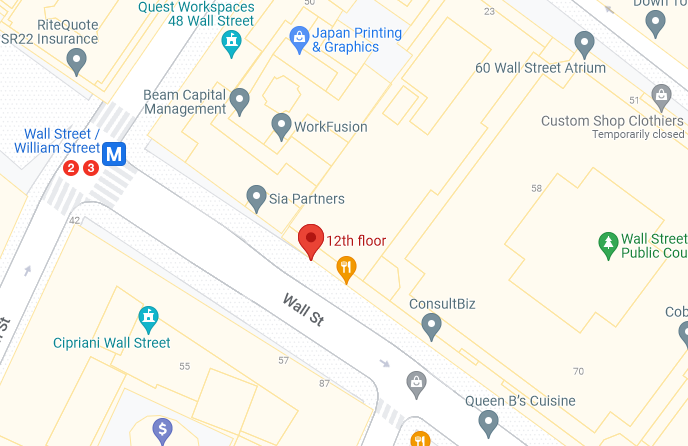 Quest Workspaces
48 Wall Street
50
23
Down To
RiteQuote
SR22 Insurance
Japan Printing
& Graphics
60 Wall Street Atrium
Beam Capital
Management
51
Custom Shop Clothiers
Temporarily closed
WorkFusion
Wall Street /
William Street
M
2 3
58
Sia Partners
42
12th floor
Wall Street
Public Cou
Wall St
ConsultBiz
Cob
Cipriani Wall Street
St
57
55
87
70
Queen B's Cuisine
$